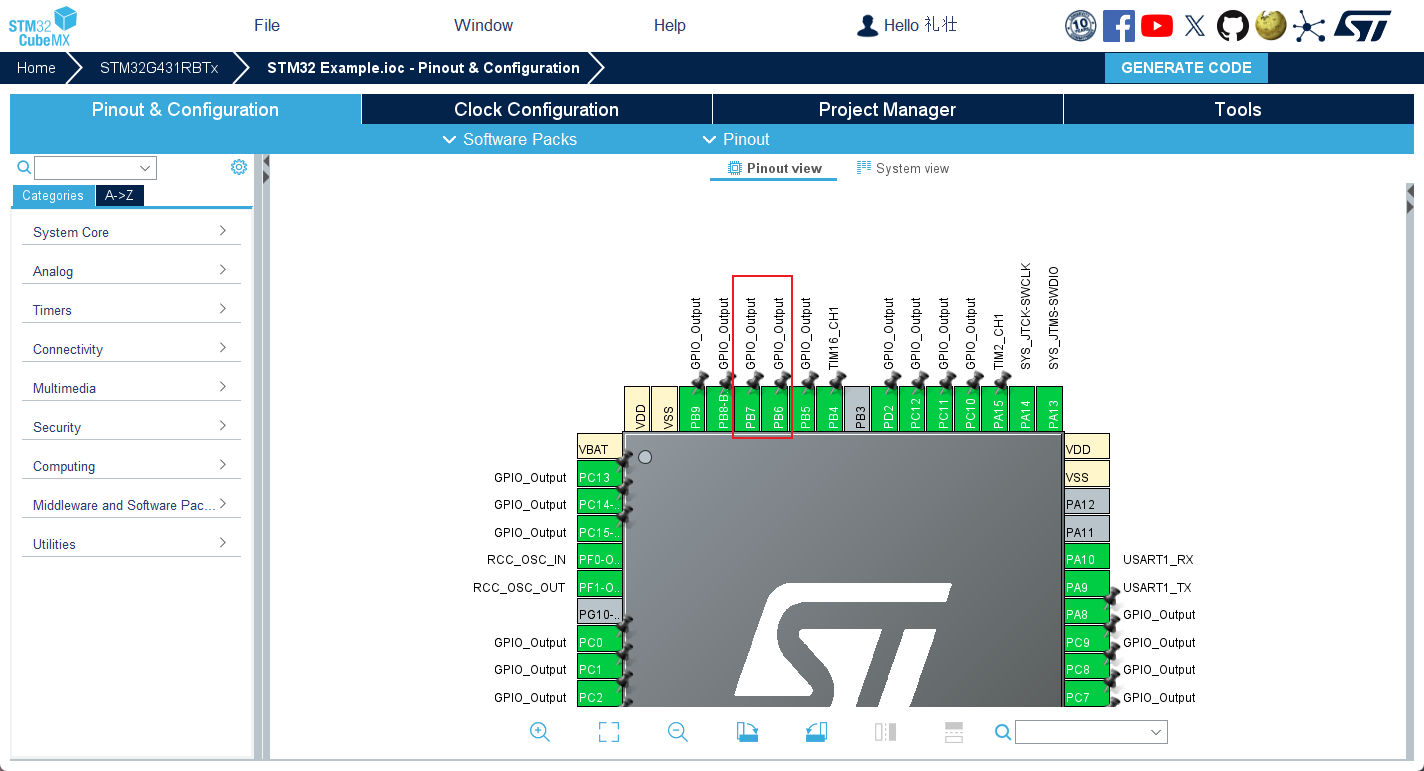 STM32 CubeMX
File
Window
Help
Hello 礼壮
10
ST
Home
STM32G431RBTx
STM32 Example.ioc - Pinout & Configuration
GENERATE CODE
Pinout & Configuration
Clock Configuration
Project Manager
Tools
Software Packs
Pinout
Pinout view
System view
Categories
A->Z
System Core
Analog
Timers
Connectivity
Multimedia
Security
Computing
Middleware and Software Pac...
Utilities
GPIO_Output
GPIO_Output
GPIO_Output
GPIO_Output
GPIO_Output
TIM16_CH1
GPIO_Output
GPIO_Output
GPIO_Output
GPIO_Output
TIM2_CH1
SYS_JTCK-SWCLK
SYS_JTMS-SWDIO
VDD
VSS
PB9
PB8-B
PB7
PB6
PB5
PB4
PB3
PD2
PC12
PC11
PC10
PA15
PA14
PA13
VBAT
GPIO_Output PC13
GPIO_Output PC14-..
GPIO_Output PC15-..
RCC_OSC_IN PF0-O..
RCC_OSC_OUT PF1-O..
PG10-..
GPIO_Output PC0
GPIO_Output PC1
GPIO_Output PC2
VDD
VSS
PA12
PA11
PA10 USART1_RX
PA9 USART1_TX
PA8 GPIO_Output
PC9 GPIO_Output
PC8 GPIO_Output
PC7 GPIO_Output
ST